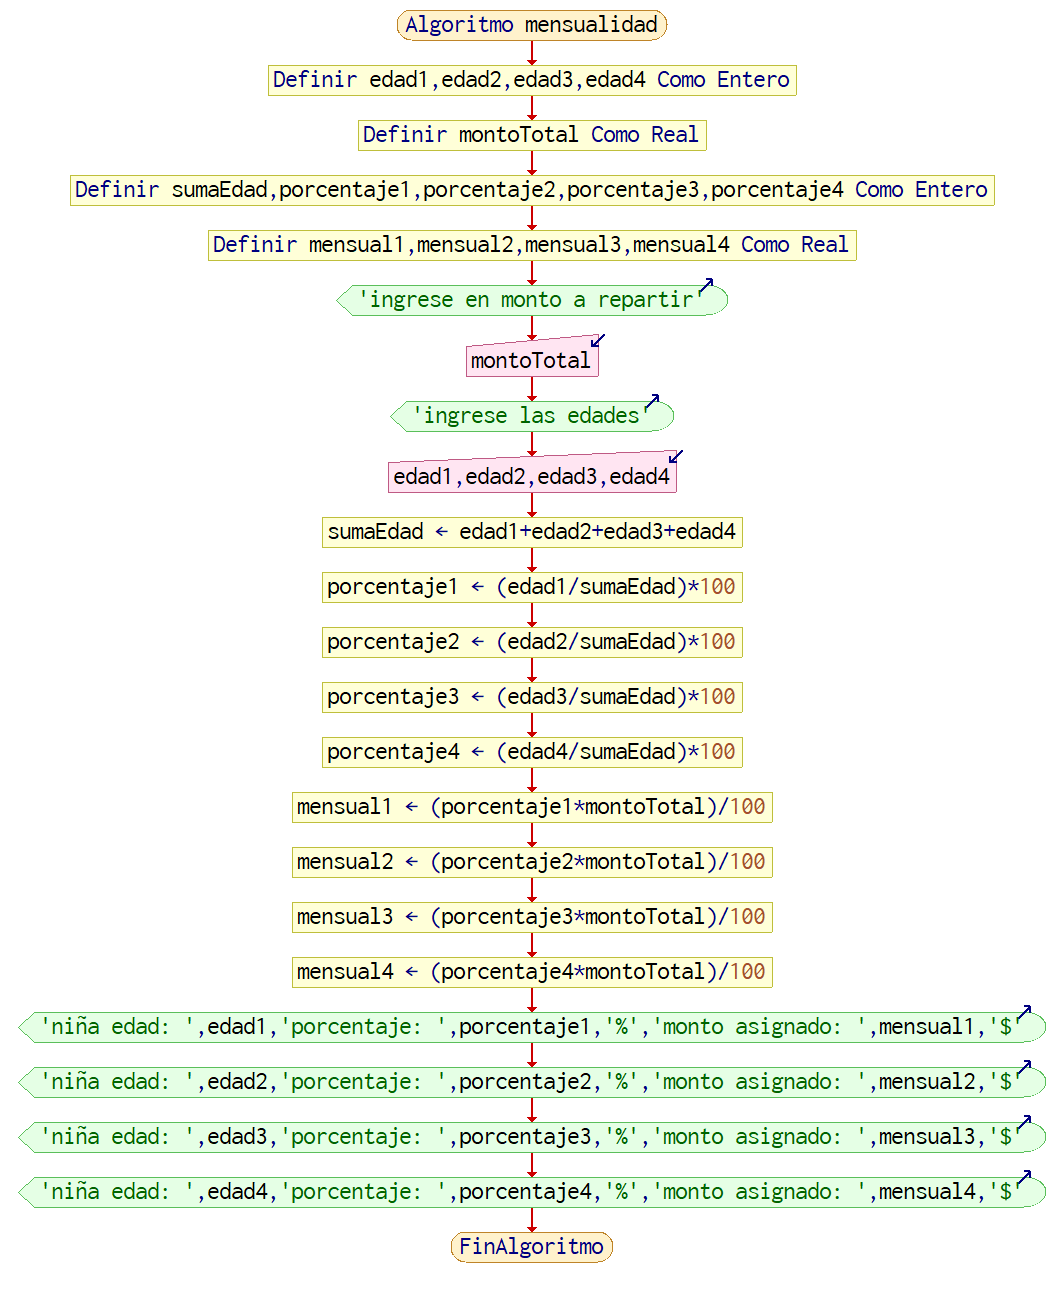 Algoritmo mensualidad
Definir edad1,edad2,edad3,edad4 Como Entero
Definir montoTotal Como Real
Definir sumaEdad,porcentaje1,porcentaje2,porcentaje3,porcentaje4 Como Entero
Definir mensual1,mensual2,mensual3,mensual4 Como Real
'ingrese en monto a repartir'
montoTotal
'ingrese las edades'
edad1,edad2,edad3,edad4
sumaEdad ← edad1+edad2+edad3+edad4
porcentaje1 ← (edad1/sumaEdad)*100
porcentaje2 ← (edad2/sumaEdad)*100
porcentaje3 ← (edad3/sumaEdad)*100
porcentaje4 ← (edad4/sumaEdad)*100
mensual1 ← (porcentaje1*montoTotal)/100
mensual2 ← (porcentaje2*montoTotal)/100
mensual3 ← (porcentaje3*montoTotal)/100
mensual4 ← (porcentaje4*montoTotal)/100
'niña edad: ',edad1,'porcentaje: ',porcentaje1,'%','monto asignado: ',mensual1,'$'
'niña edad: ',edad2,'porcentaje: ',porcentaje2,'%','monto asignado: ',mensual2,'$'
'niña edad: ',edad3,'porcentaje: ',porcentaje3,'%','monto asignado: ',mensual3,'$'
'niña edad: ',edad4,'porcentaje: ',porcentaje4,'%','monto asignado: ',mensual4,'$'
FinAlgoritmo